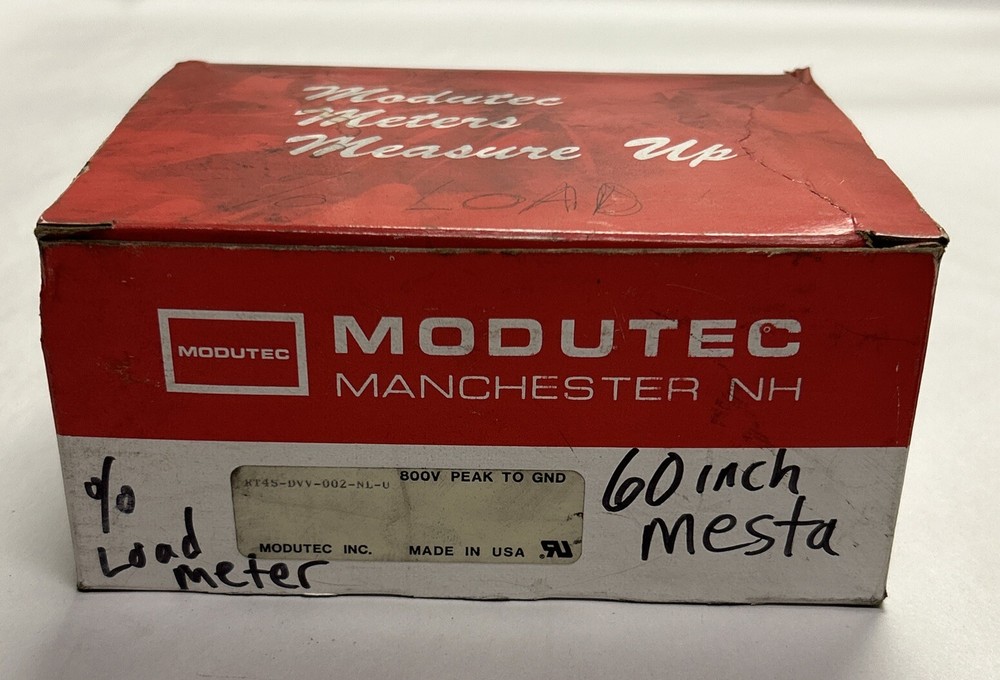 Modutec
Meters
Measure Up
% LOAD
MODUTEC
MODUTEC
MANCHESTER NH
% Load meter
800V PEAK TO GND
MODUTEC INC. MADE IN USA
60 inch
mesta